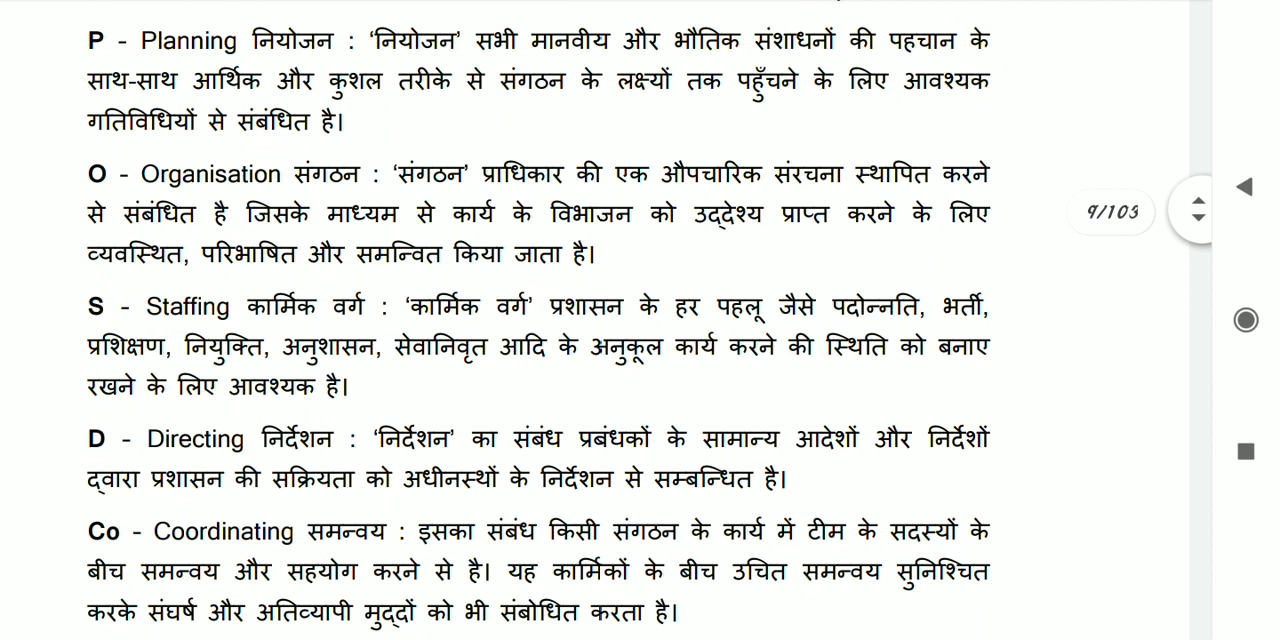 P - Planning नियोजन : ‘नियोजन’ सभी मानवीय और भौतिक संशाधनों की पहचान के
साथ-साथ आर्थिक और कुशल तरीके से संगठन के लक्ष्यों तक पहुँचने के लिए आवश्यक
गतिविधियों से संबंधित है।
O - Organisation संगठन : ‘संगठन’ प्राधिकार की एक औपचारिक संरचना स्थापित करने
से संबंधित है जिसके माध्यम से कार्य के विभाजन को उद्देश्य प्राप्त करने के लिए
व्यवस्थित, परिभाषित और समन्वित किया जाता है।
9/103
S - Staffing कार्मिक वर्ग : ‘कार्मिक वर्ग’ प्रशासन के हर पहलू जैसे पदोन्नति, भर्ती,
प्रशिक्षण, नियुक्ति, अनुशासन, सेवानिवृत आदि के अनुकूल कार्य करने की स्थिति को बनाए
रखने के लिए आवश्यक है।
D - Directing निर्देशन : ‘निर्देशन’ का संबंध प्रबंधकों के सामान्य आदेशों और निर्देशों
द्वारा प्रशासन की सक्रियता को अधीनस्थों के निर्देशन से सम्बन्धित है।
Co - Coordinating समन्वय : इसका संबंध किसी संगठन के कार्य में टीम के सदस्यों के
बीच समन्वय और सहयोग करने से है। यह कार्मिकों के बीच उचित समन्वय सुनिश्चित
करके संघर्ष और अतिव्यापी मुद्दों को भी संबोधित करता है।